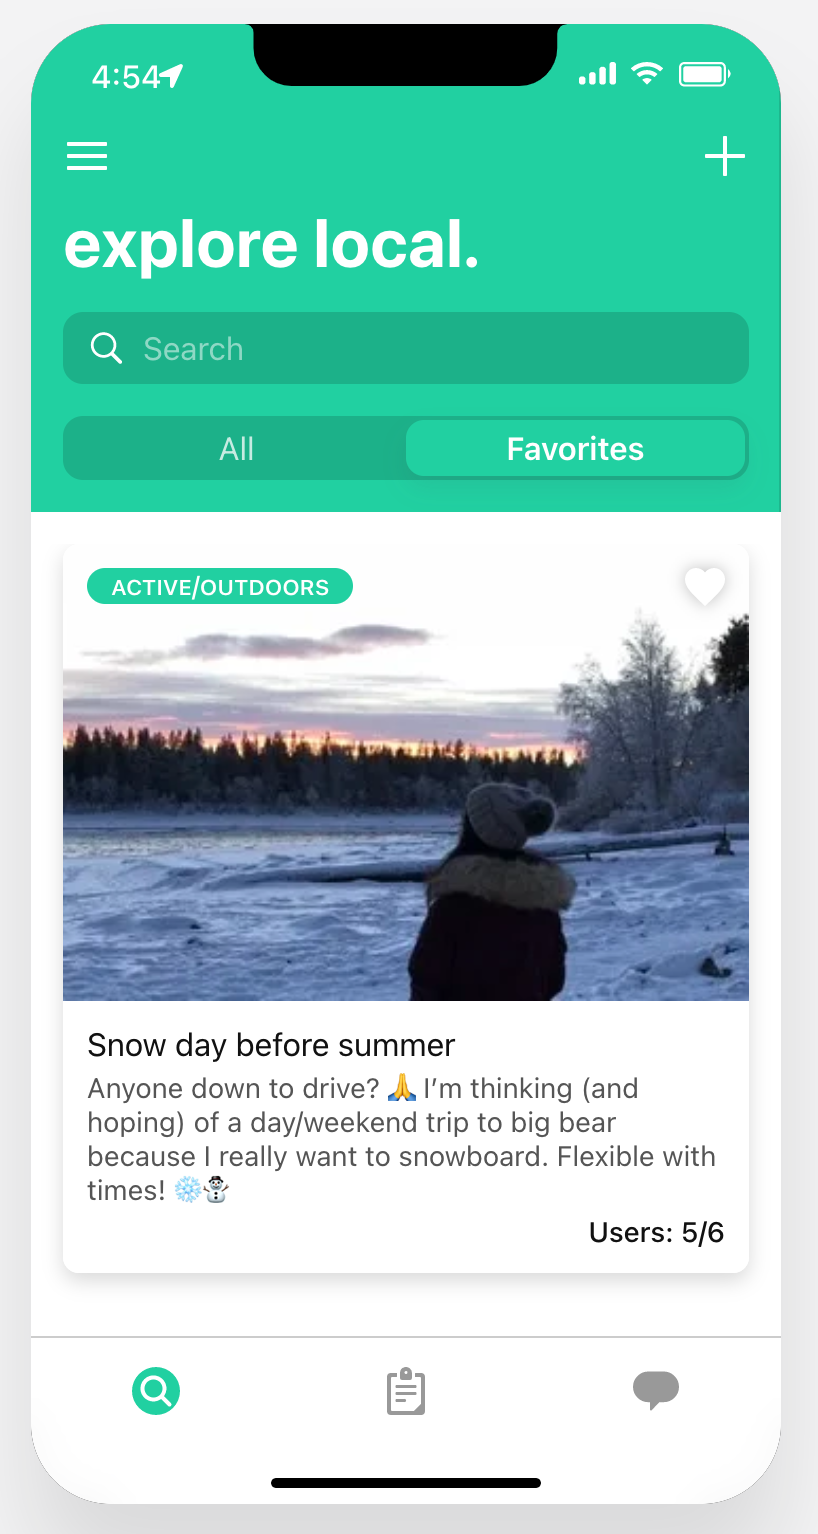 4:54
explore local.
Search
All
Favorites
ACTIVE/OUTDOORS
Snow day before summer
Anyone down to drive? 🙏 I’m thinking (and
hoping) of a day/weekend trip to big bear
because I really want to snowboard. Flexible with
times! ❄️⛄
Users: 5/6